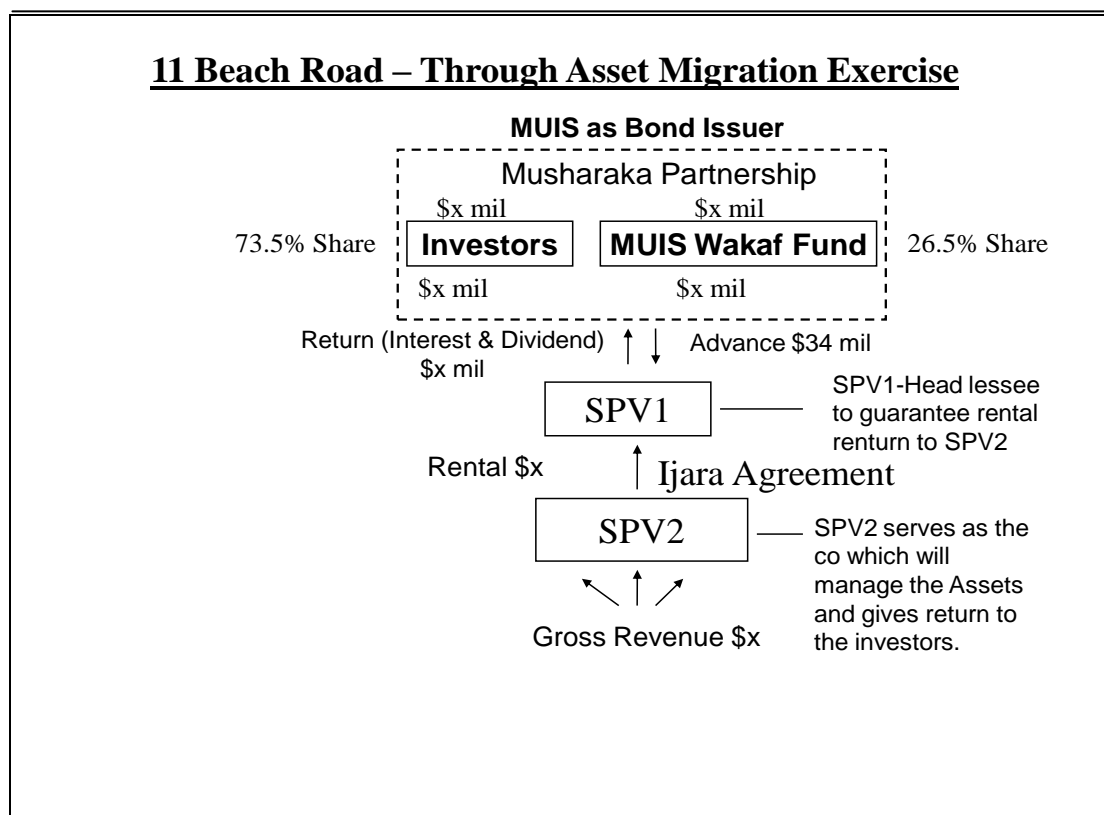 11 Beach Road – Through Asset Migration Exercise
MUIS as Bond Issuer
Musharaka Partnership
$x mil
$x mil
73.5% Share
Investors
MUIS Wakaf Fund
26.5% Share
$x mil
$x mil
Return (Interest & Dividend)
$x mil
Advance $34 mil
SPV1
SPV1-Head lessee
to guarantee rental
renturn to SPV2
Rental $x
Ijara Agreement
SPV2
SPV2 serves as the
co which will
manage the Assets
and gives return to
the investors.
Gross Revenue $x